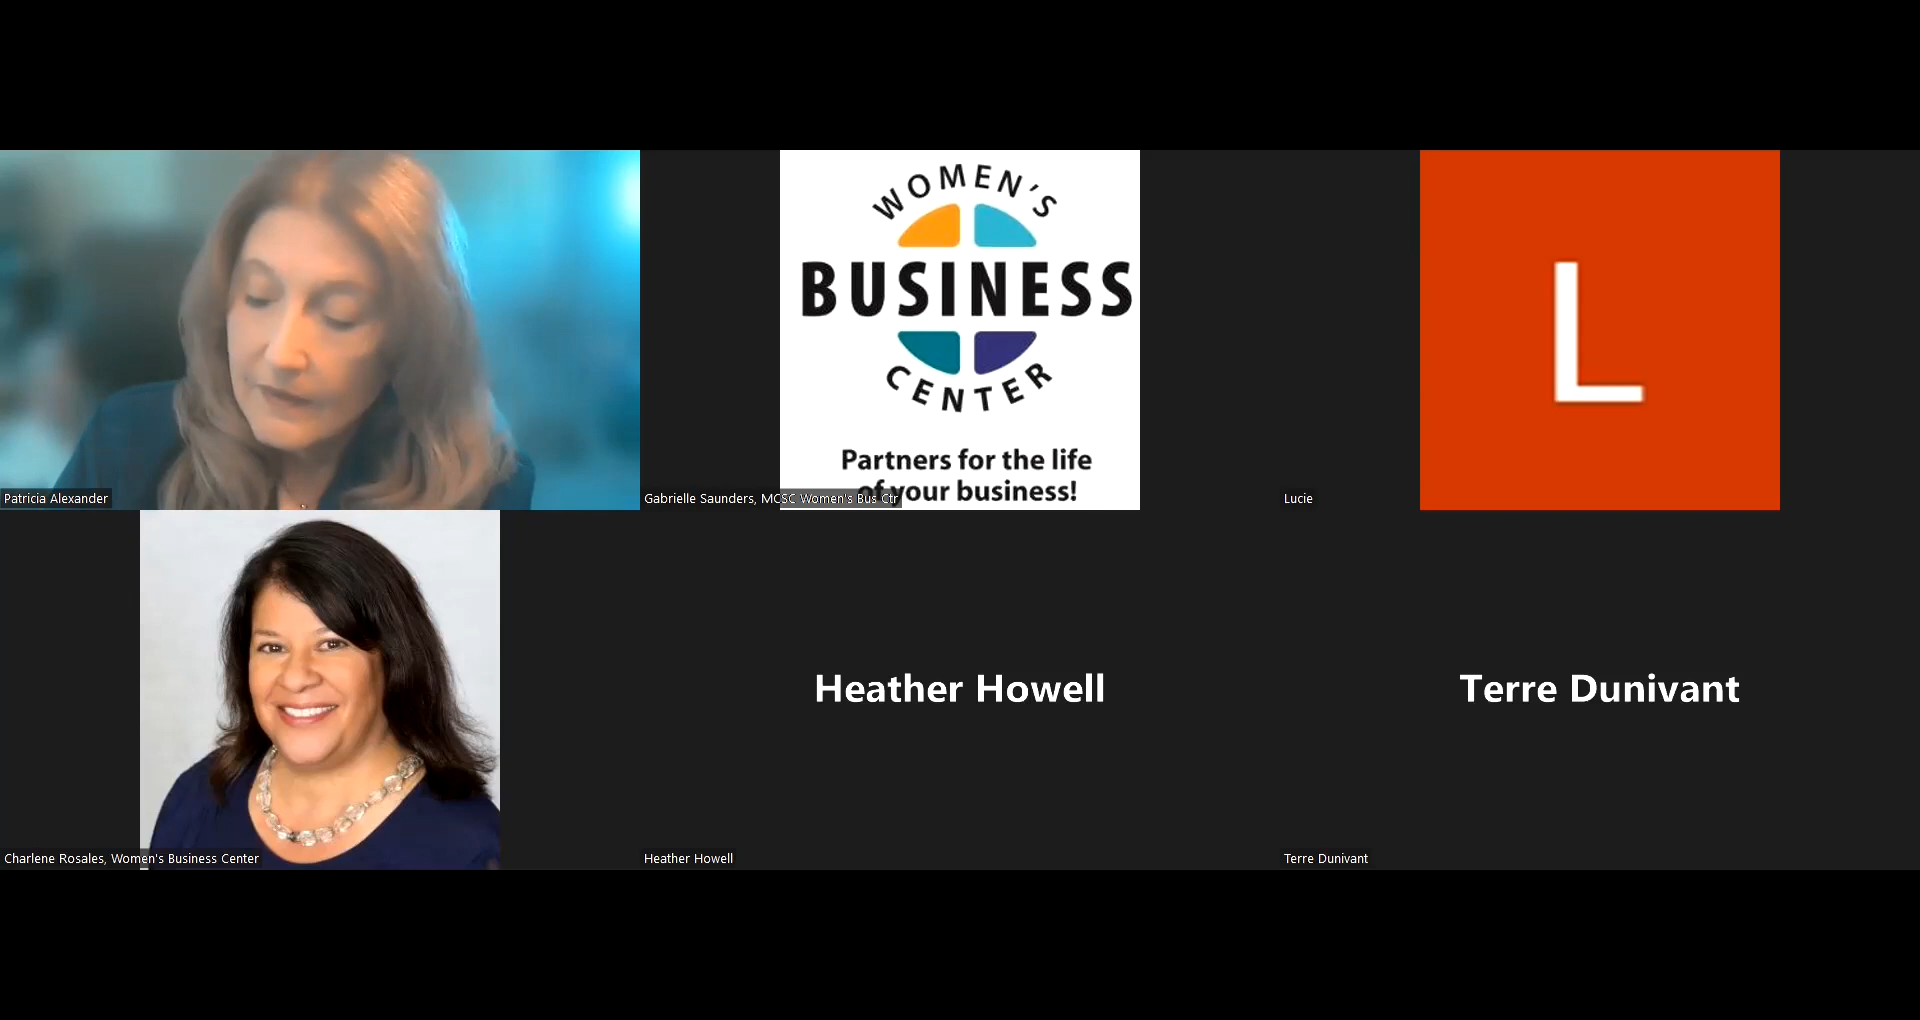 WOMEN'S
BUSINESS
CENTER
Partners for the life
of your business!
L
Patricia Alexander
Gabrielle Saunders, MCSC Women's Bus Ctr
Lucie
Heather Howell
Terre Dunivant
Charlene Rosales, Women's Business Center
Heather Howell
Terre Dunivant